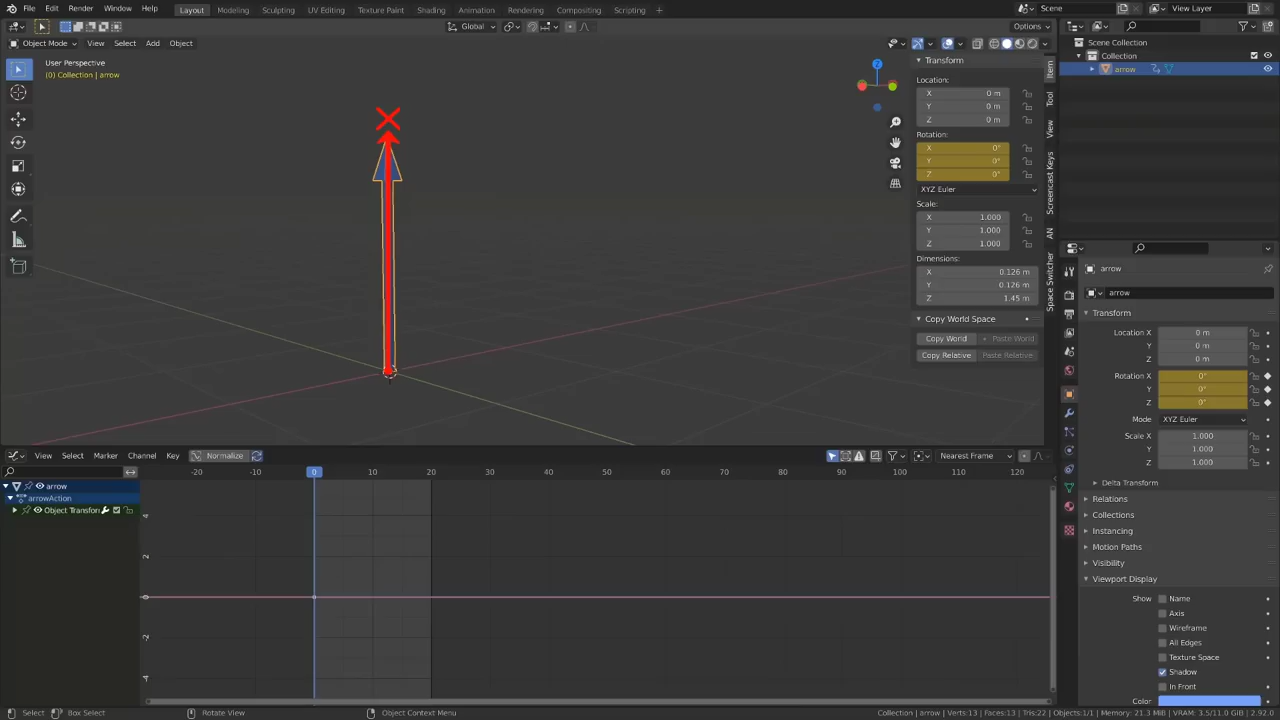 File Edit Render Window Help Layout Modeling Sculpting UV Editing Texture Paint Shading Animation Rendering Compositing Scripting + Scene View Layer
Global Options
Object Mode View Select Add Object
User Perspective
(0) Collection | arrow
Z
Transform
Location:
X 0 m
Y 0 m
Z 0 m
Rotation:
X 0°
Y 0°
Z 0°
XYZ Euler
Scale:
X 1.000
Y 1.000
Z 1.000
Dimensions:
X 0.126 m
Y 0.126 m
Z 1.45 m
Copy World Space
Copy World Paste World
Copy Relative Paste Relative
Item
Tool
View
Screencast Keys
AN
Space Switcher
Scene Collection
Collection
arrow
arrow
arrow
Transform
Location X 0 m
Y 0 m
Z 0 m
Rotation X 0°
Y 0°
Z 0°
Mode XYZ Euler
Scale X 1.000
Y 1.000
Z 1.000
Delta Transform
Relations
Collections
Instancing
Motion Paths
Visibility
Viewport Display
Show Name
Axis
Wireframe
All Edges
Texture Space
Shadow
In Front
Color
View Select Marker Channel Key Normalize Nearest Frame
-20 -10 0 10 20 30 40 50 60 70 80 90 100 110 120
arrow
arrowAction
Object Transfon
4
2
0
-2
-4
Select Box Select Rotate View Object Context Menu Collection | arrow | Verts:13 | Faces:13 | Tris:22 | Objects:1/1 | Memory: 21.3 MiB | VRAM: 3.5/11.0 GiB | 2.92.0